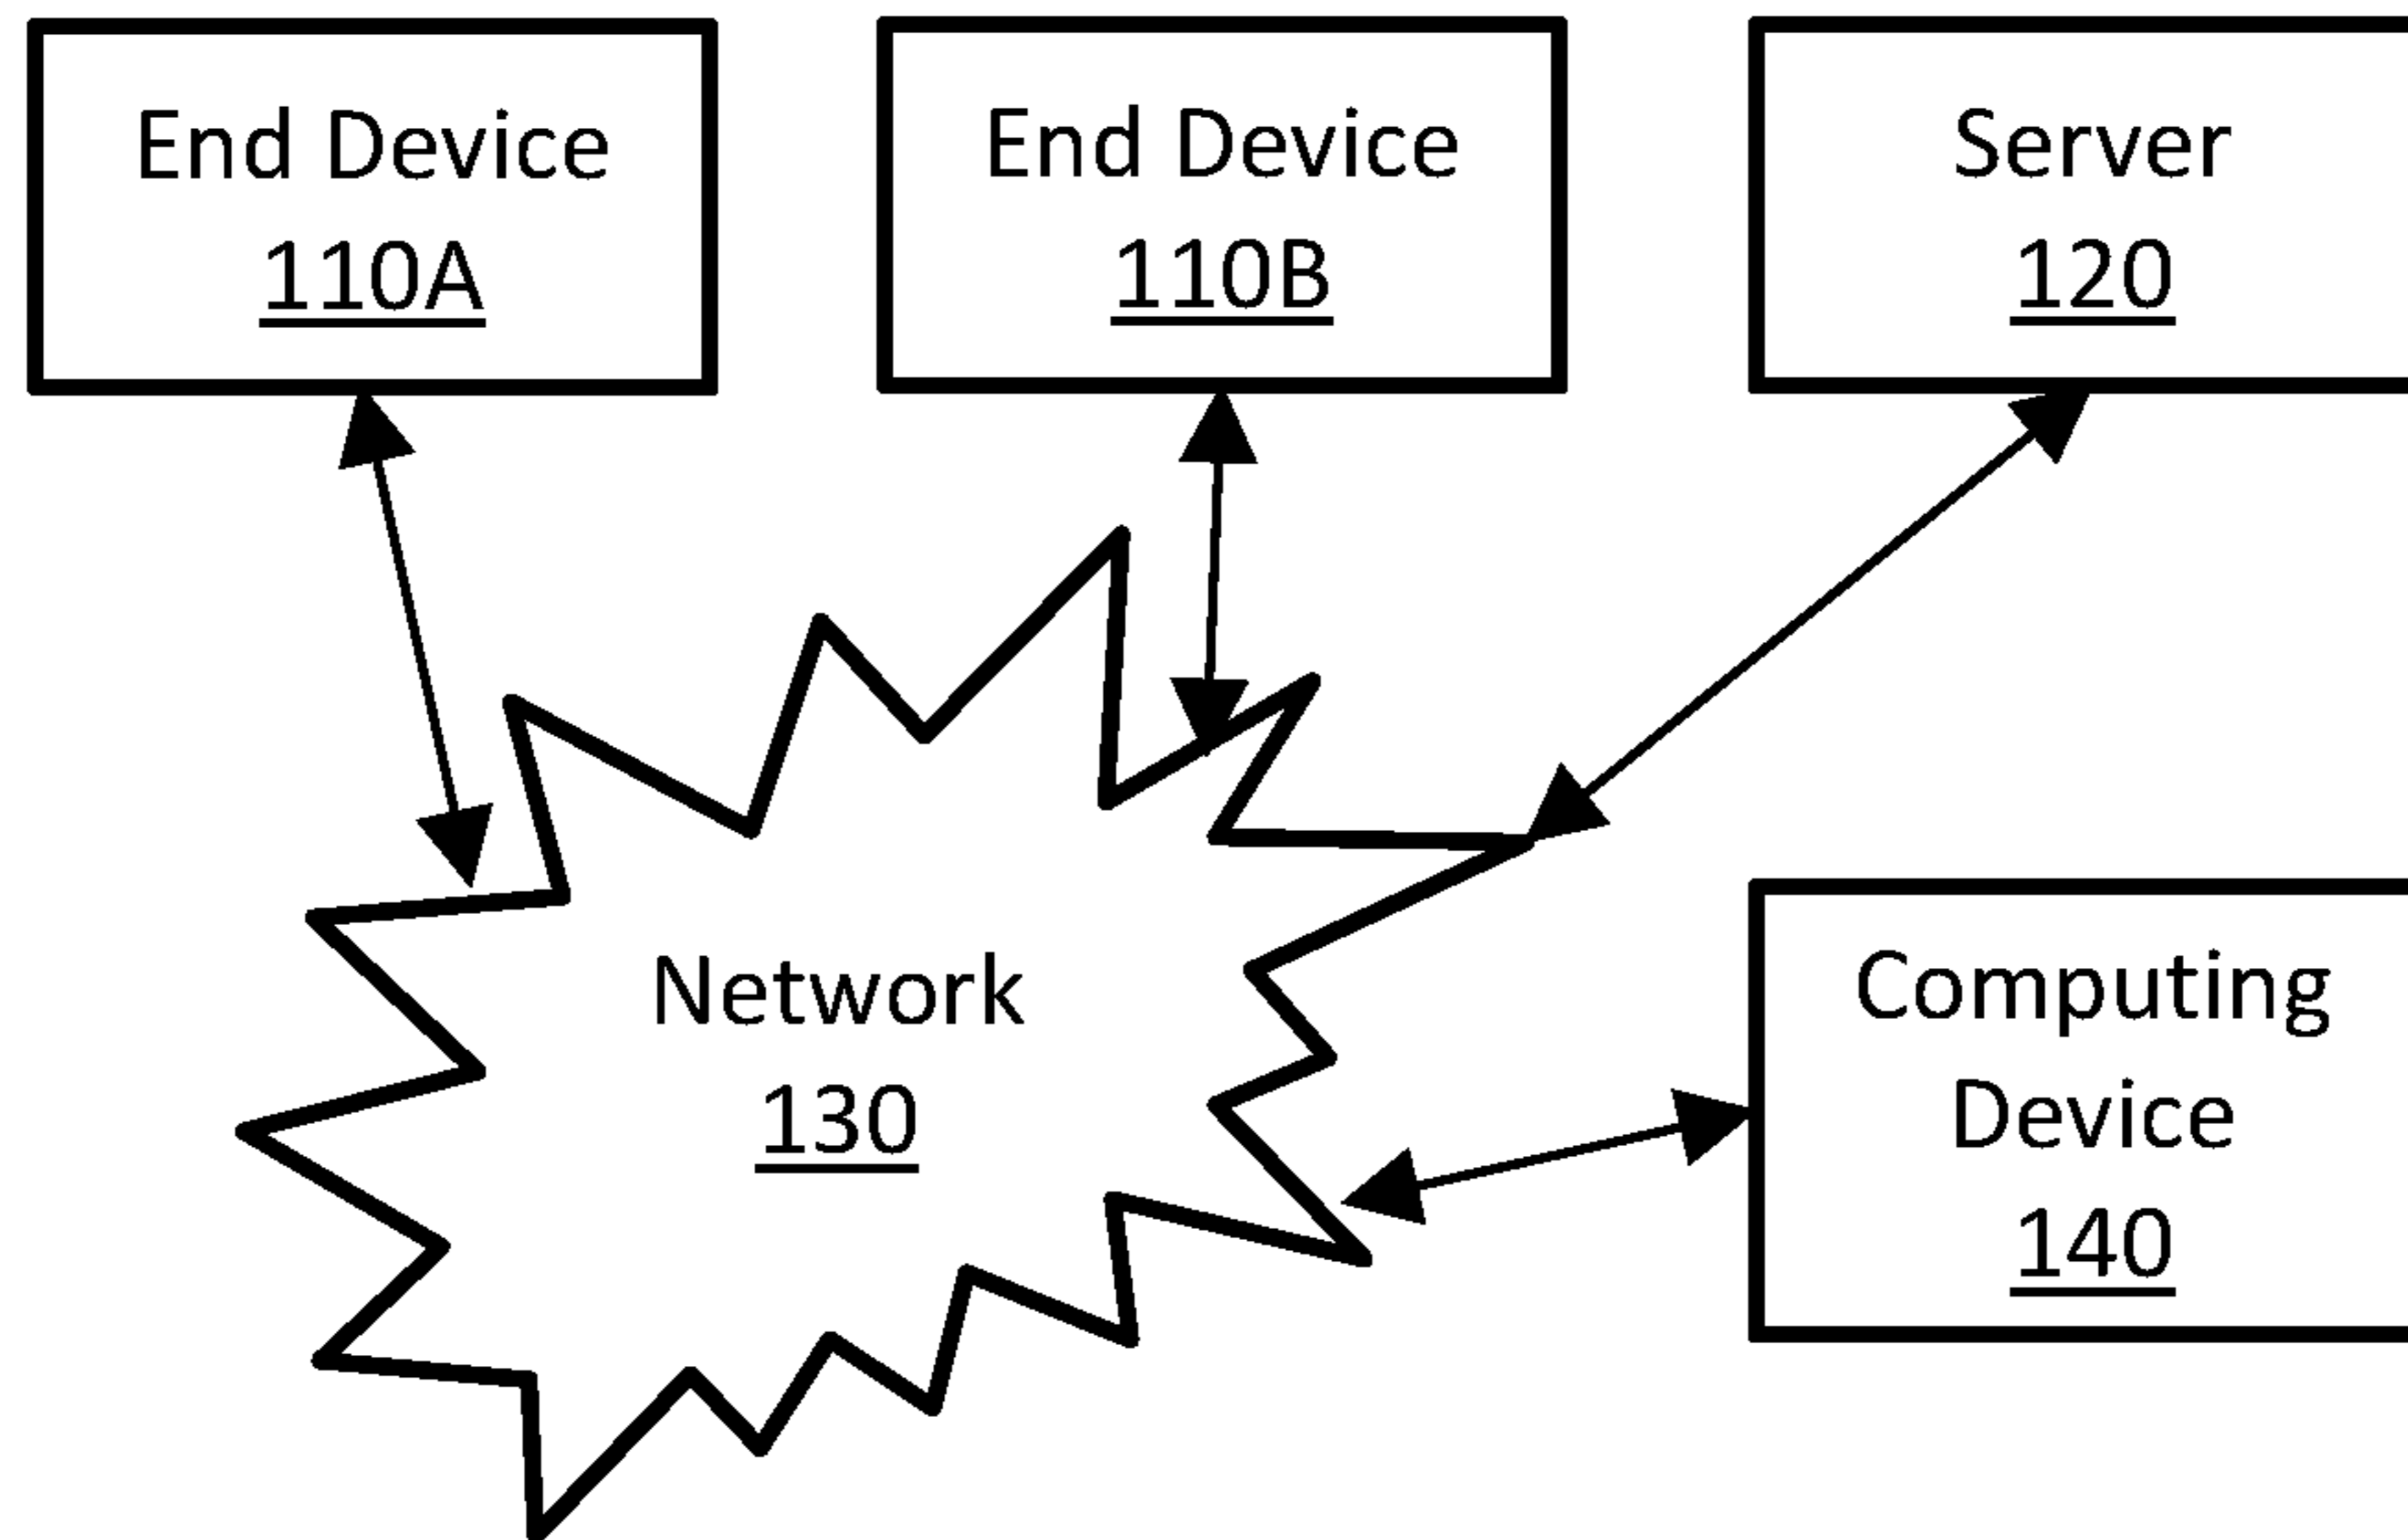 End Device
110A
End Device
110B
Server
120
Network
130
Computing
Device
140